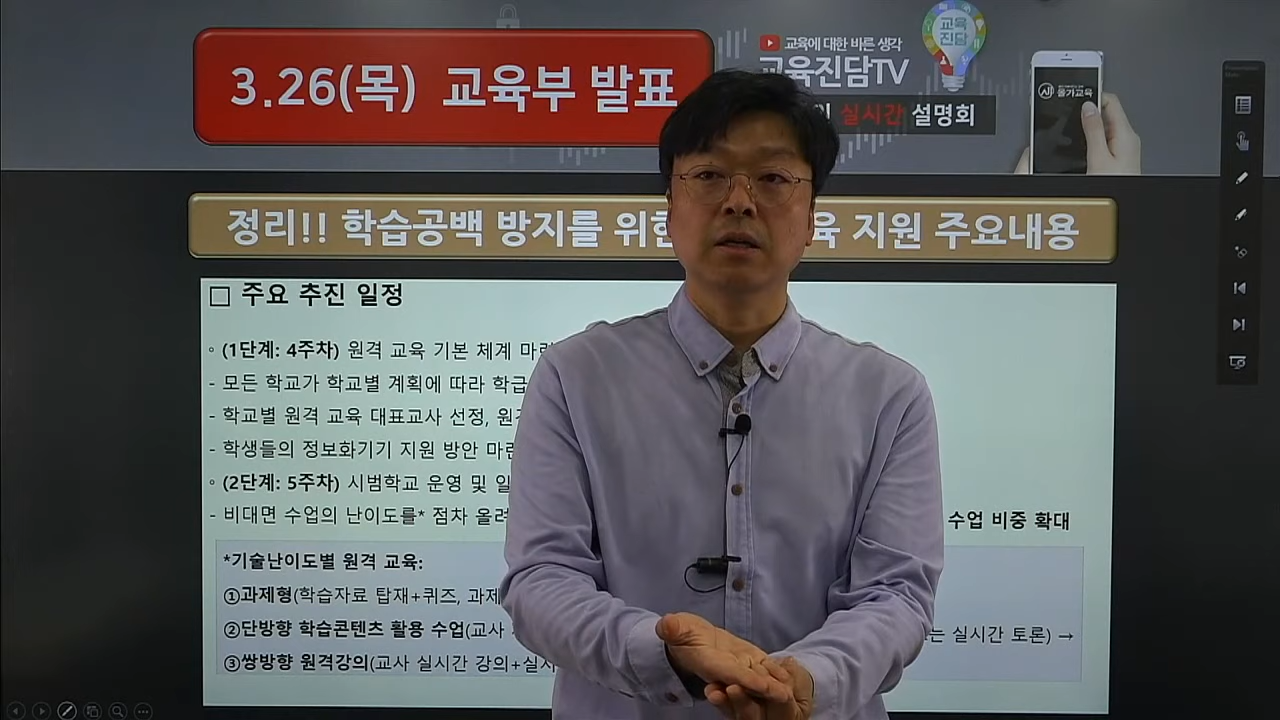 3.26(목) 교육부 발표
교육에 대한 바른 생각
교육진담TV
교육
진담
실시간 설명회
올가교육
정리!! 학습공백 방지를 위한 지원 주요내용
□ 주요 추진 일정
◦ (1단계: 4주차) 원격 교육 기본 체계 마련
- 모든 학교가 학교별 계획에 따라 학급
- 학교별 원격 교육 대표교사 선정, 원격
- 학생들의 정보화기기 지원 방안 마련
◦ (2단계: 5주차) 시범학교 운영 및 일
- 비대면 수업의 난이도를* 점차 올려 수업 비중 확대
*기술난이도별 원격 교육:
①과제형(학습자료 탑재+퀴즈, 과제
②단방향 학습콘텐츠 활용 수업(교사 는 실시간 토론) →
③쌍방향 원격강의(교사 실시간 강의+실시